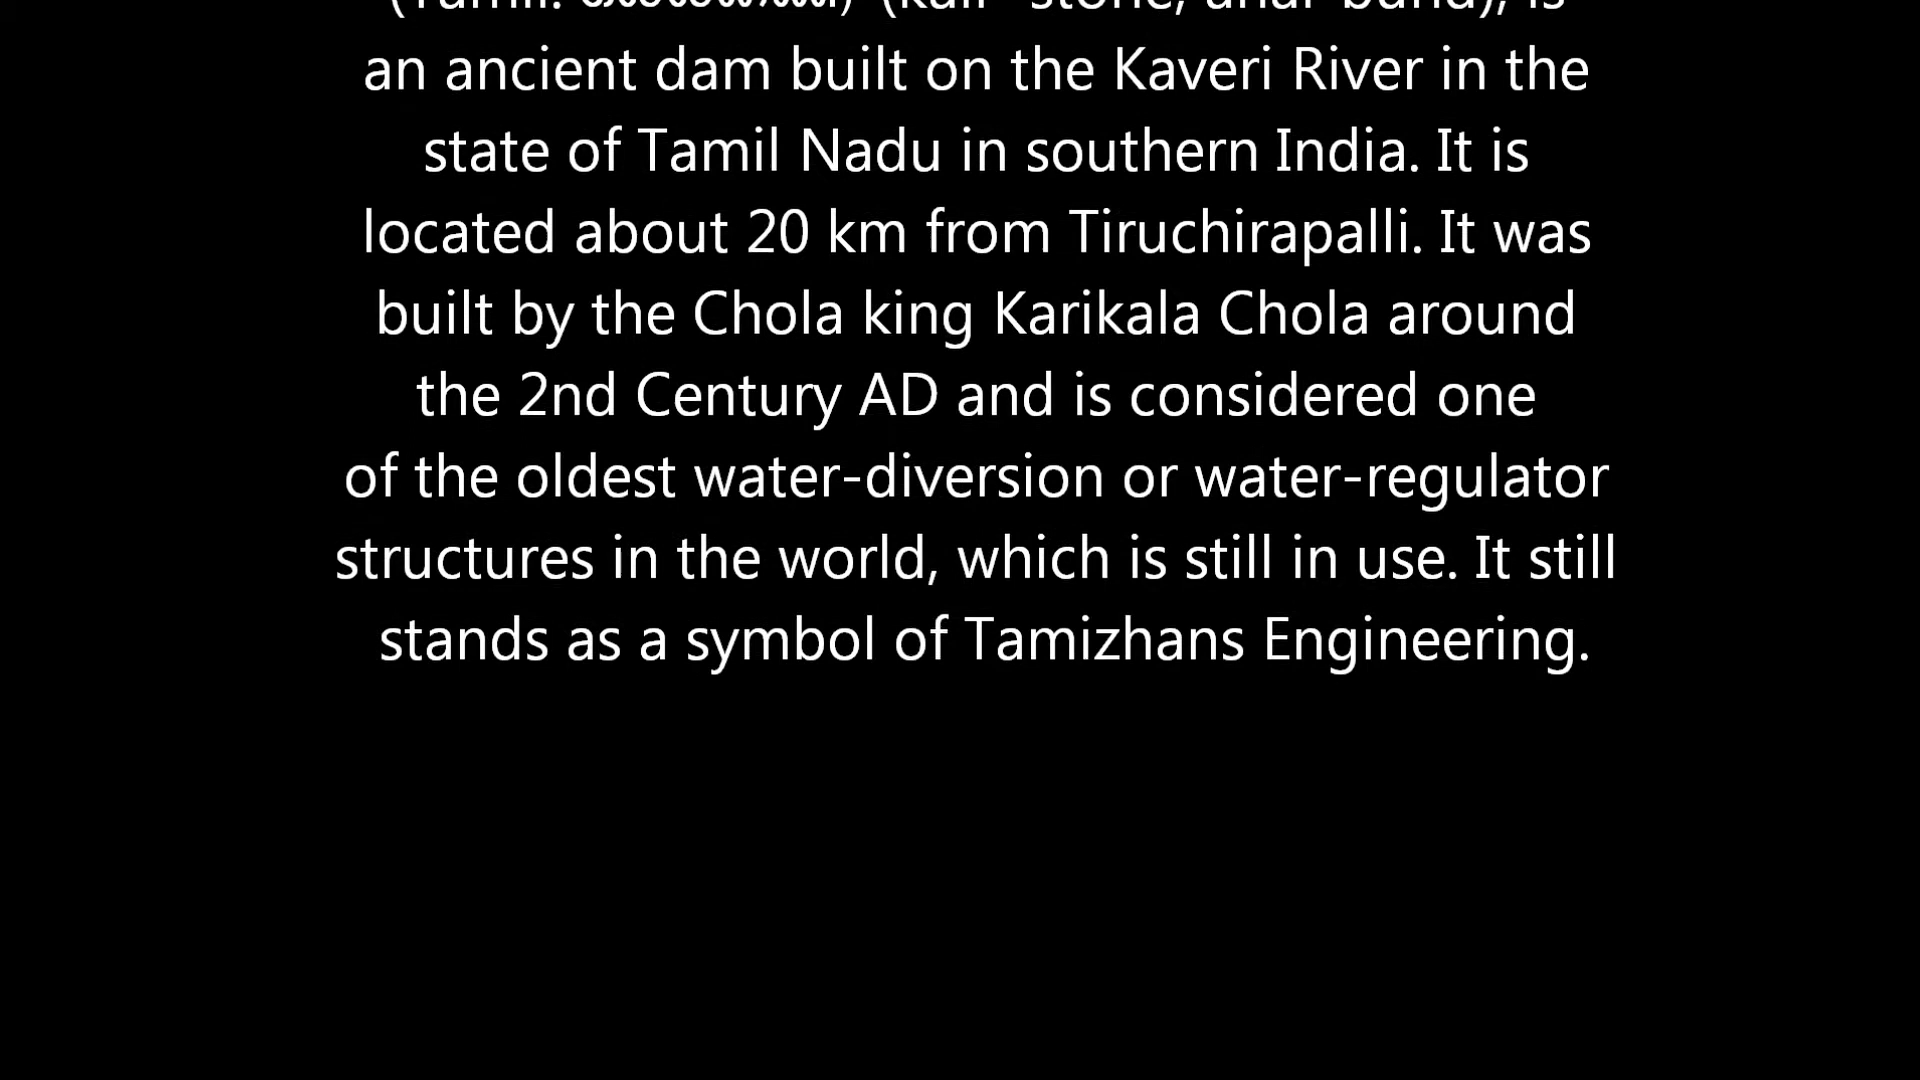 an ancient dam built on the Kaveri River in the
state of Tamil Nadu in southern India. It is
located about 20 km from Tiruchirapalli. It was
built by the Chola king Karikala Chola around
the 2nd Century AD and is considered one
of the oldest water-diversion or water-regulator
structures in the world, which is still in use. It still
stands as a symbol of Tamizhans Engineering.